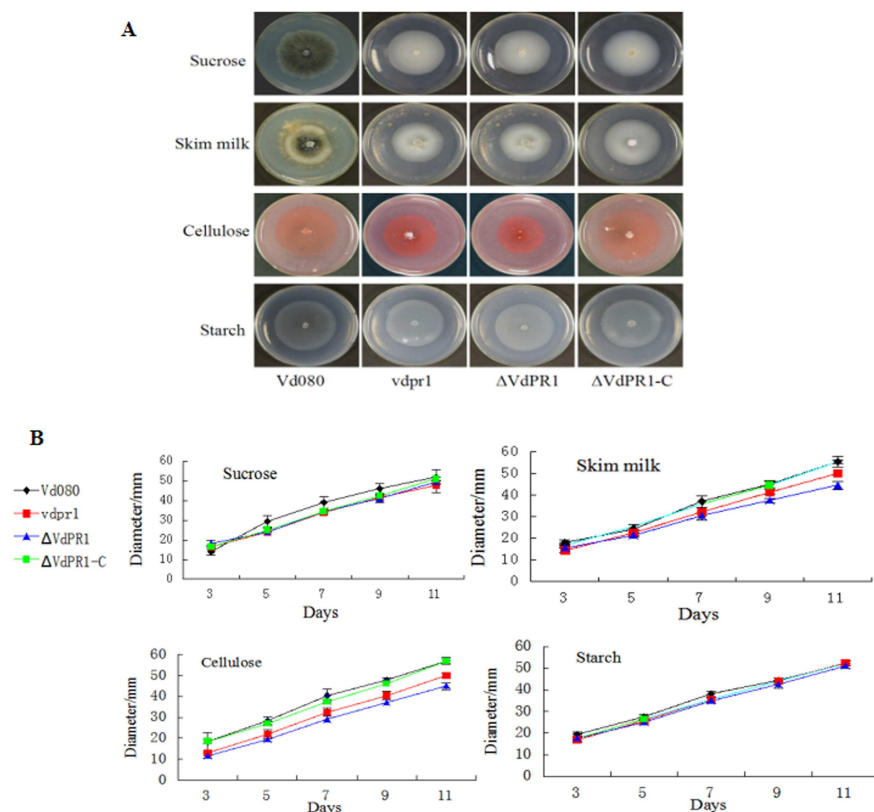 A
Sucrose
Skim milk
Cellulose
Starch
Vd080 vdpr1 ΔVdPR1 ΔVdPR1-C
B
Vd080
vdpr1
ΔVdPR1
ΔVdPR1-C
Sucrose
Diameter/mm
60
50
40
30
20
10
0
3 5 7 9 11
Days
Skim milk
Diameter/mm
60
50
40
30
20
10
0
3 5 7 9 11
Days
Cellulose
Diameter/mm
60
50
40
30
20
10
0
3 5 7 9 11
Days
Starch
Diameter/mm
60
50
40
30
20
10
0
3 5 7 9 11
Days